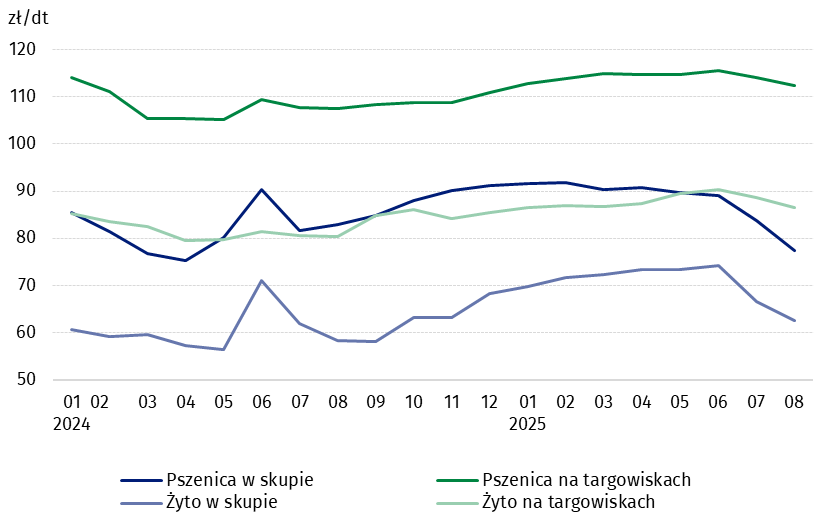 zł/dt
120
110
100
90
80
70
60
50
01 02 03 04 05 06 07 08 09 10 11 12 01 02 03 04 05 06 07 08
2024 2025
Pszenica w skupie Pszenica na targowiskach
Żyto w skupie Żyto na targowiskach